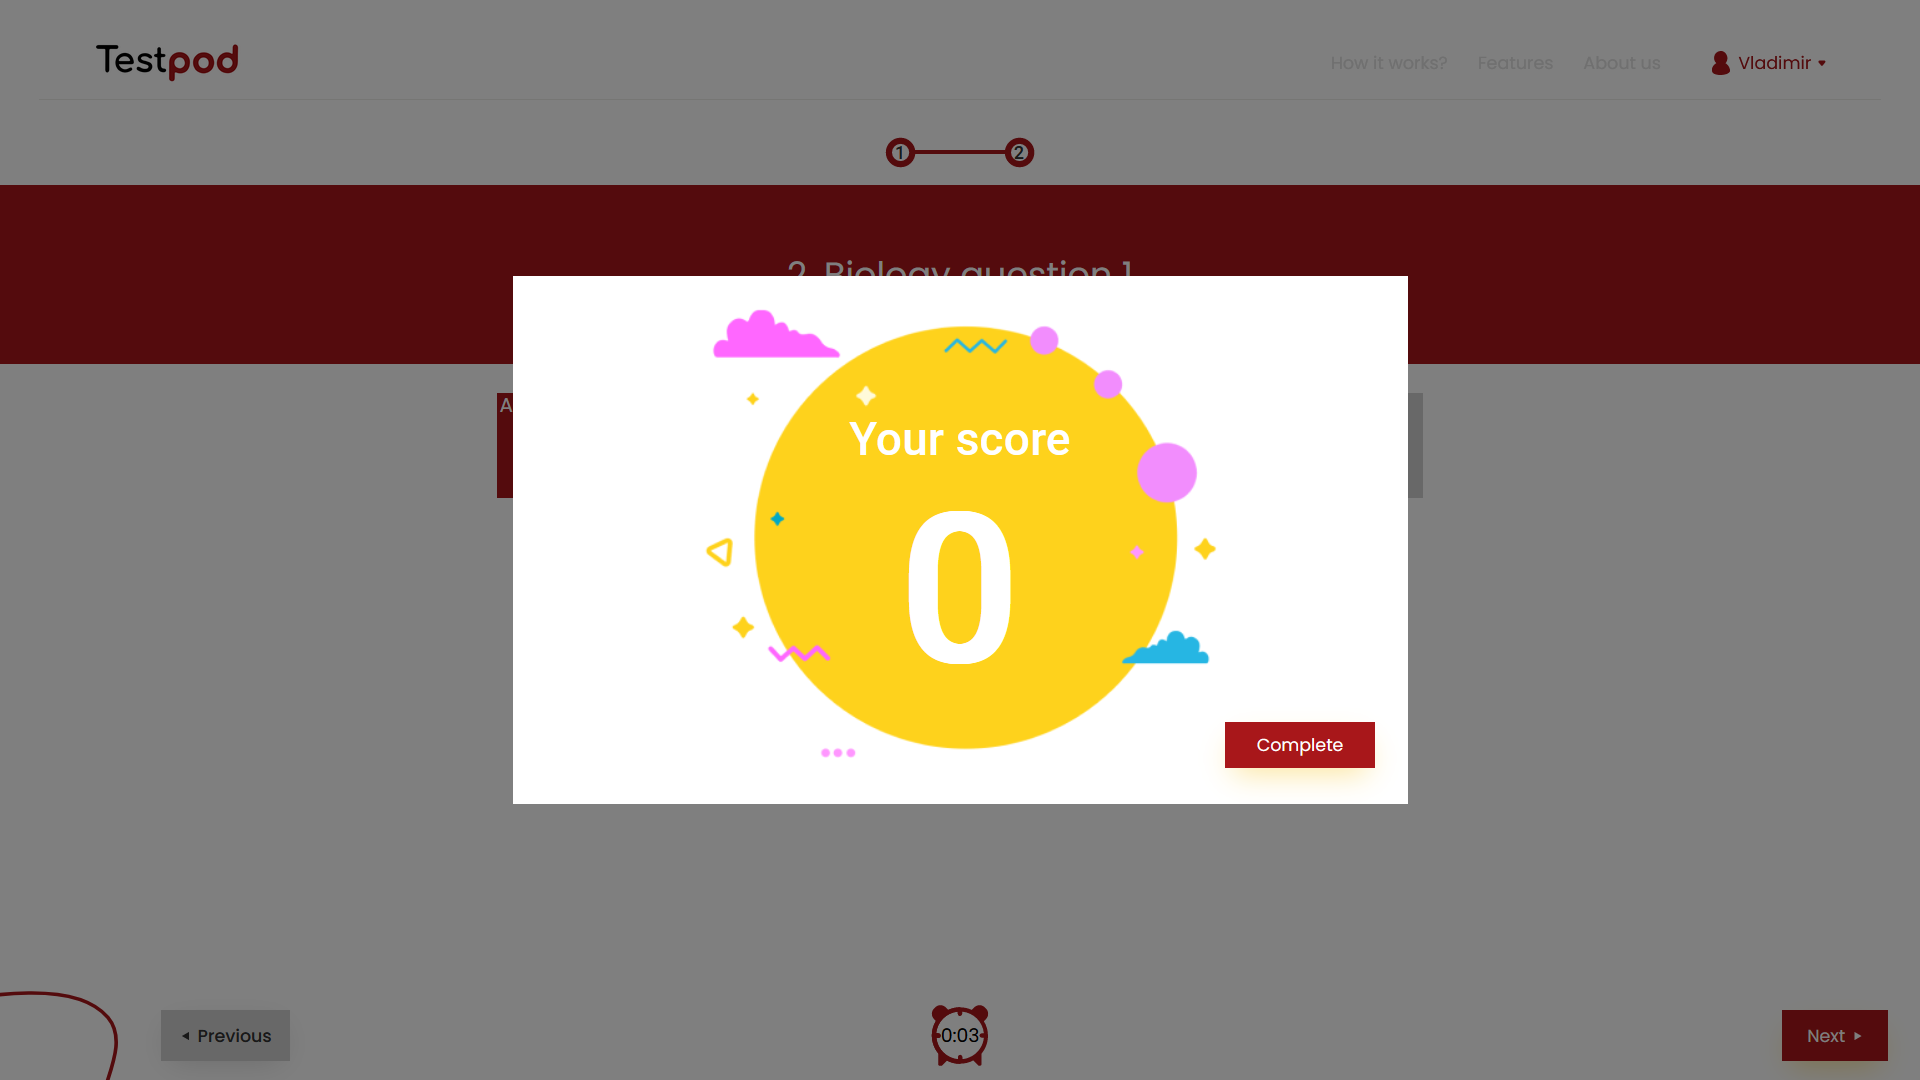 Testpod
How it works? Features About us Vladimir
1 2
2. Biology question 1
A
Your score
0
Complete
Previous
0:03
Next